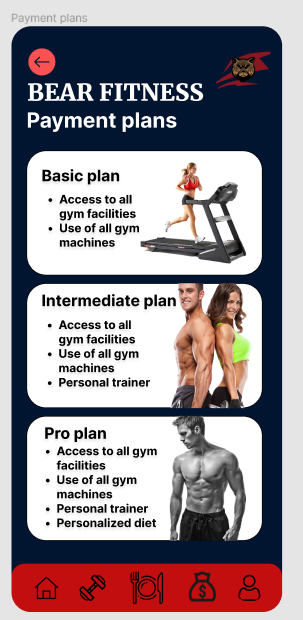 Payment plans
BEAR FITNESS
Payment plans
Basic plan
• Access to all
gym facilities
• Use of all gym
machines
Intermediate plan
• Access to all
gym facilities
• Use of all gym
machines
• Personal trainer
Pro plan
• Access to all gym
facilities
• Use of all gym
machines
• Personal trainer
• Personalized diet
$